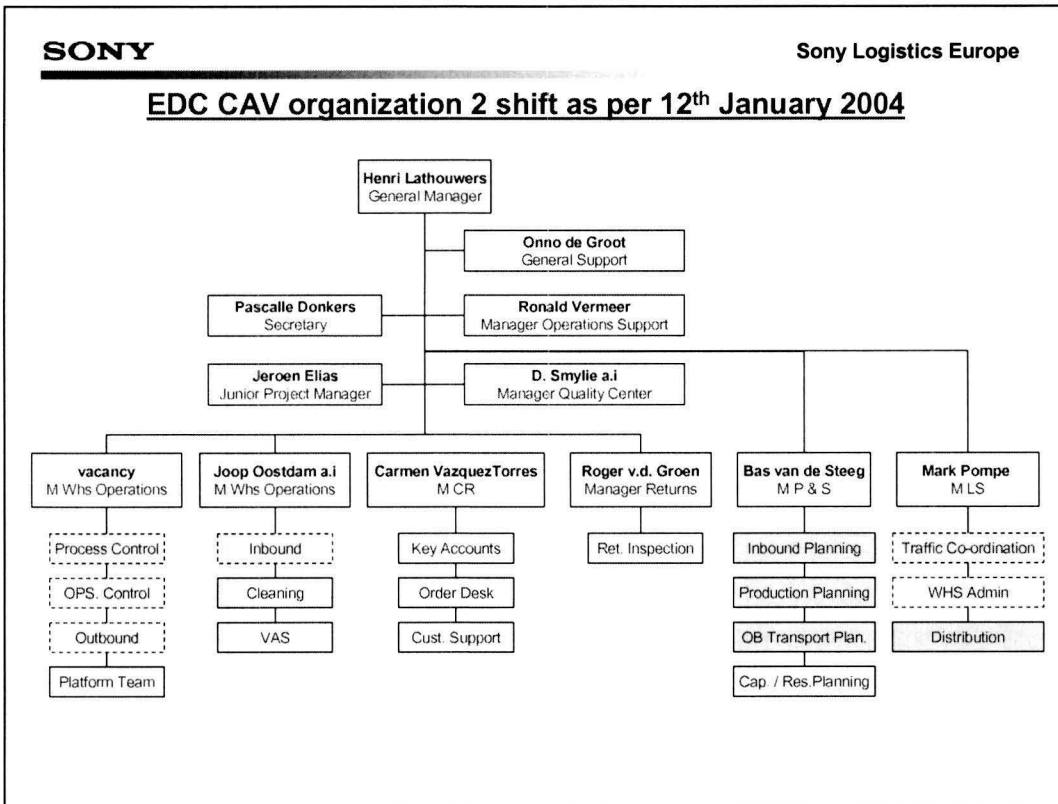 SONY
Sony Logistics Europe
EDC CAV organization 2 shift as per 12th January 2004
Henri Lathouwers
General Manager
Onno de Groot
General Support
Pascalle Donkers
Secretary
Ronald Vermeer
Manager Operations Support
Jeroen Elias
Junior Project Manager
D. Smylie a.i
Manager Quality Center
vacancy
M Whs Operations
Joop Oostdam a.i
M Whs Operations
Carmen VazquezTorres
M CR
Roger v.d. Groen
Manager Returns
Bas van de Steeg
M P & S
Mark Pompe
M LS
Process Control
OPS. Control
Outbound
Platform Team
Inbound
Cleaning
VAS
Key Accounts
Order Desk
Cust. Support
Ret. Inspection
Inbound Planning
Production Planning
OB Transport Plan.
Cap. / Res.Planning
Traffic Co-ordination
WHS Admin
Distribution